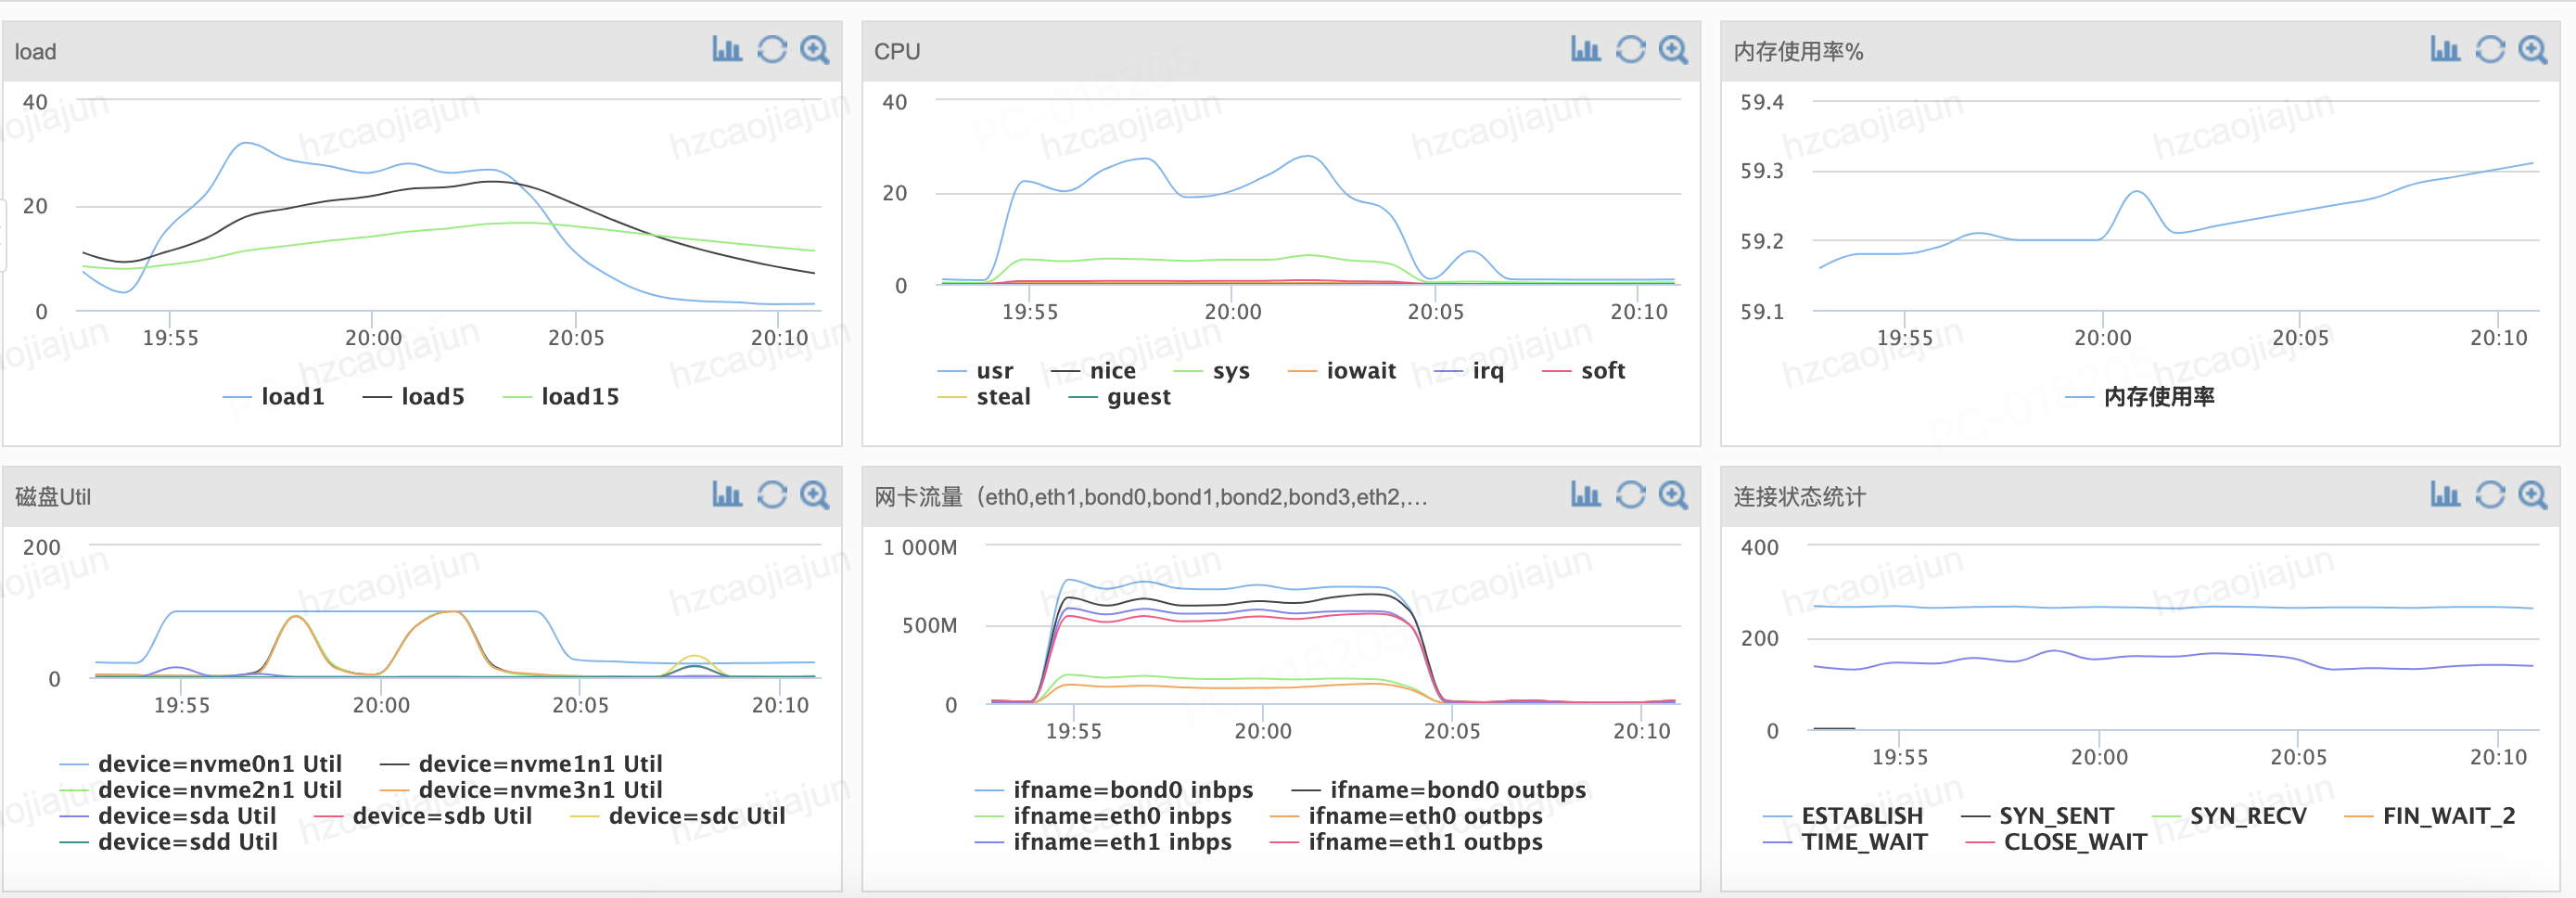 load
40
20
0
19:55 20:00 20:05 20:10
load1 load5 load15
CPU
40
20
0
19:55 20:00 20:05 20:10
usr nice sys iowait irq soft
steal guest
内存使用率%
59.4
59.3
59.2
59.1
19:55 20:00 20:05 20:10
内存使用率
磁盘Util
200
0
19:55 20:00 20:05 20:10
device=nvme0n1 Util device=nvme1n1 Util
device=nvme2n1 Util device=nvme3n1 Util
device=sda Util device=sdb Util device=sdc Util
device=sdd Util
网卡流量（eth0,eth1,bond0,bond1,bond2,bond3,eth2,...
1 000M
500M
0
19:55 20:00 20:05 20:10
ifname=bond0 inbps ifname=bond0 outbps
ifname=eth0 inbps ifname=eth0 outbps
ifname=eth1 inbps ifname=eth1 outbps
连接状态统计
400
200
0
19:55 20:00 20:05 20:10
ESTABLISH SYN_SENT SYN_RECV FIN_WAIT_2
TIME_WAIT CLOSE_WAIT
hzcaojiajun
PC-018205